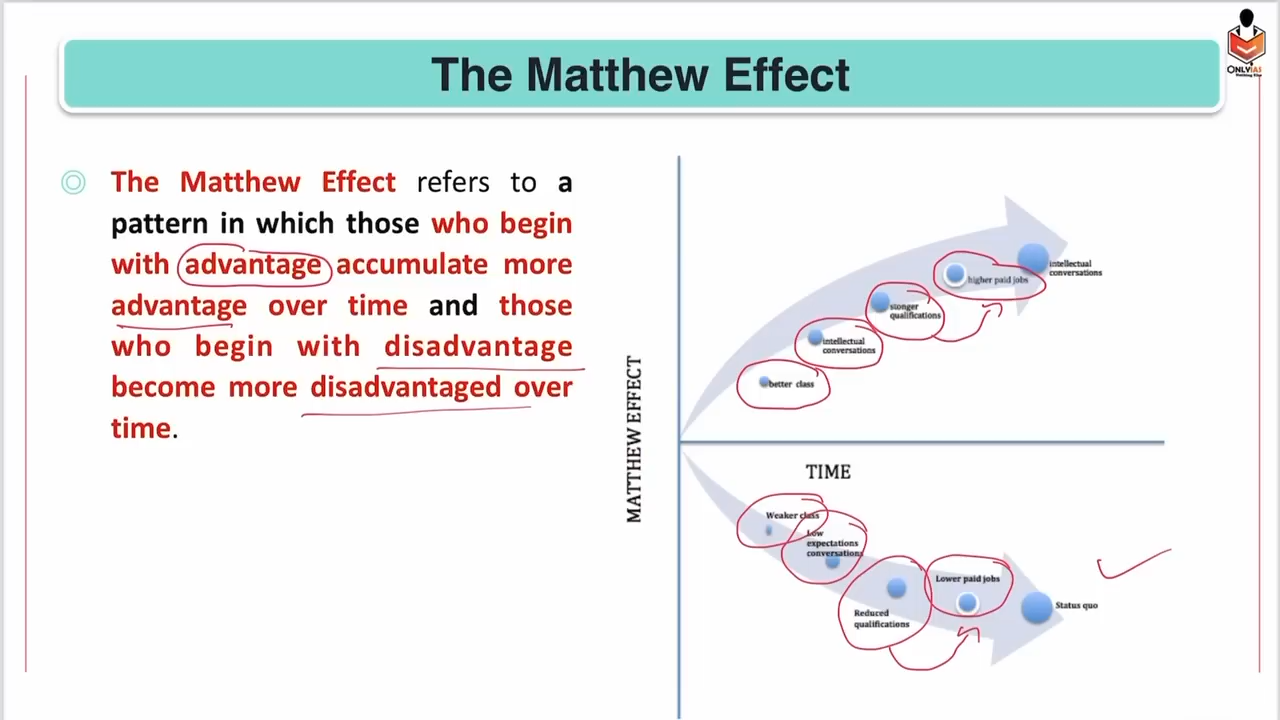 The Matthew Effect
ONLYIAS
The Matthew Effect refers to a
pattern in which those who begin
with advantage accumulate more
advantage over time and those
who begin with disadvantage
become more disadvantaged over
time.
MATTHEW EFFECT
intellectual
conversations
higher paid jobs
stonger
qualifications
intellectual
conversations
better class
TIME
Weaker class
Low
expectations
conversations
Reduced
qualifications
Lower paid jobs
Status quo